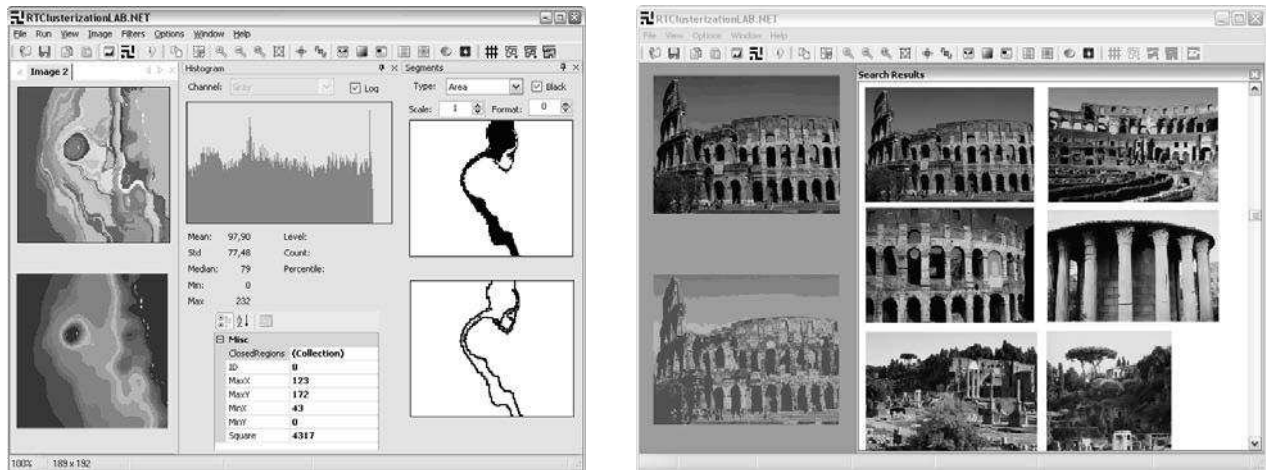 RTClusterizationLAB.NET
File Run View Image Filters Options Window Help
Image 2
Histogram
Channel: Gray Log
Mean: 97,90 Level:
Std 77,48 Count:
Median: 79 Percentile:
Min: 0
Max 232
Misc
ClosedRegions (Collection)
ID 0
MaxX 123
MaxY 172
MinX 43
MinY 0
Square 4317
Segments
Type: Area Black
Scale: 1 Format: 0
100% 189 x 192
RTClusterizationLAB.NET
File View Options Window Help
Search Results